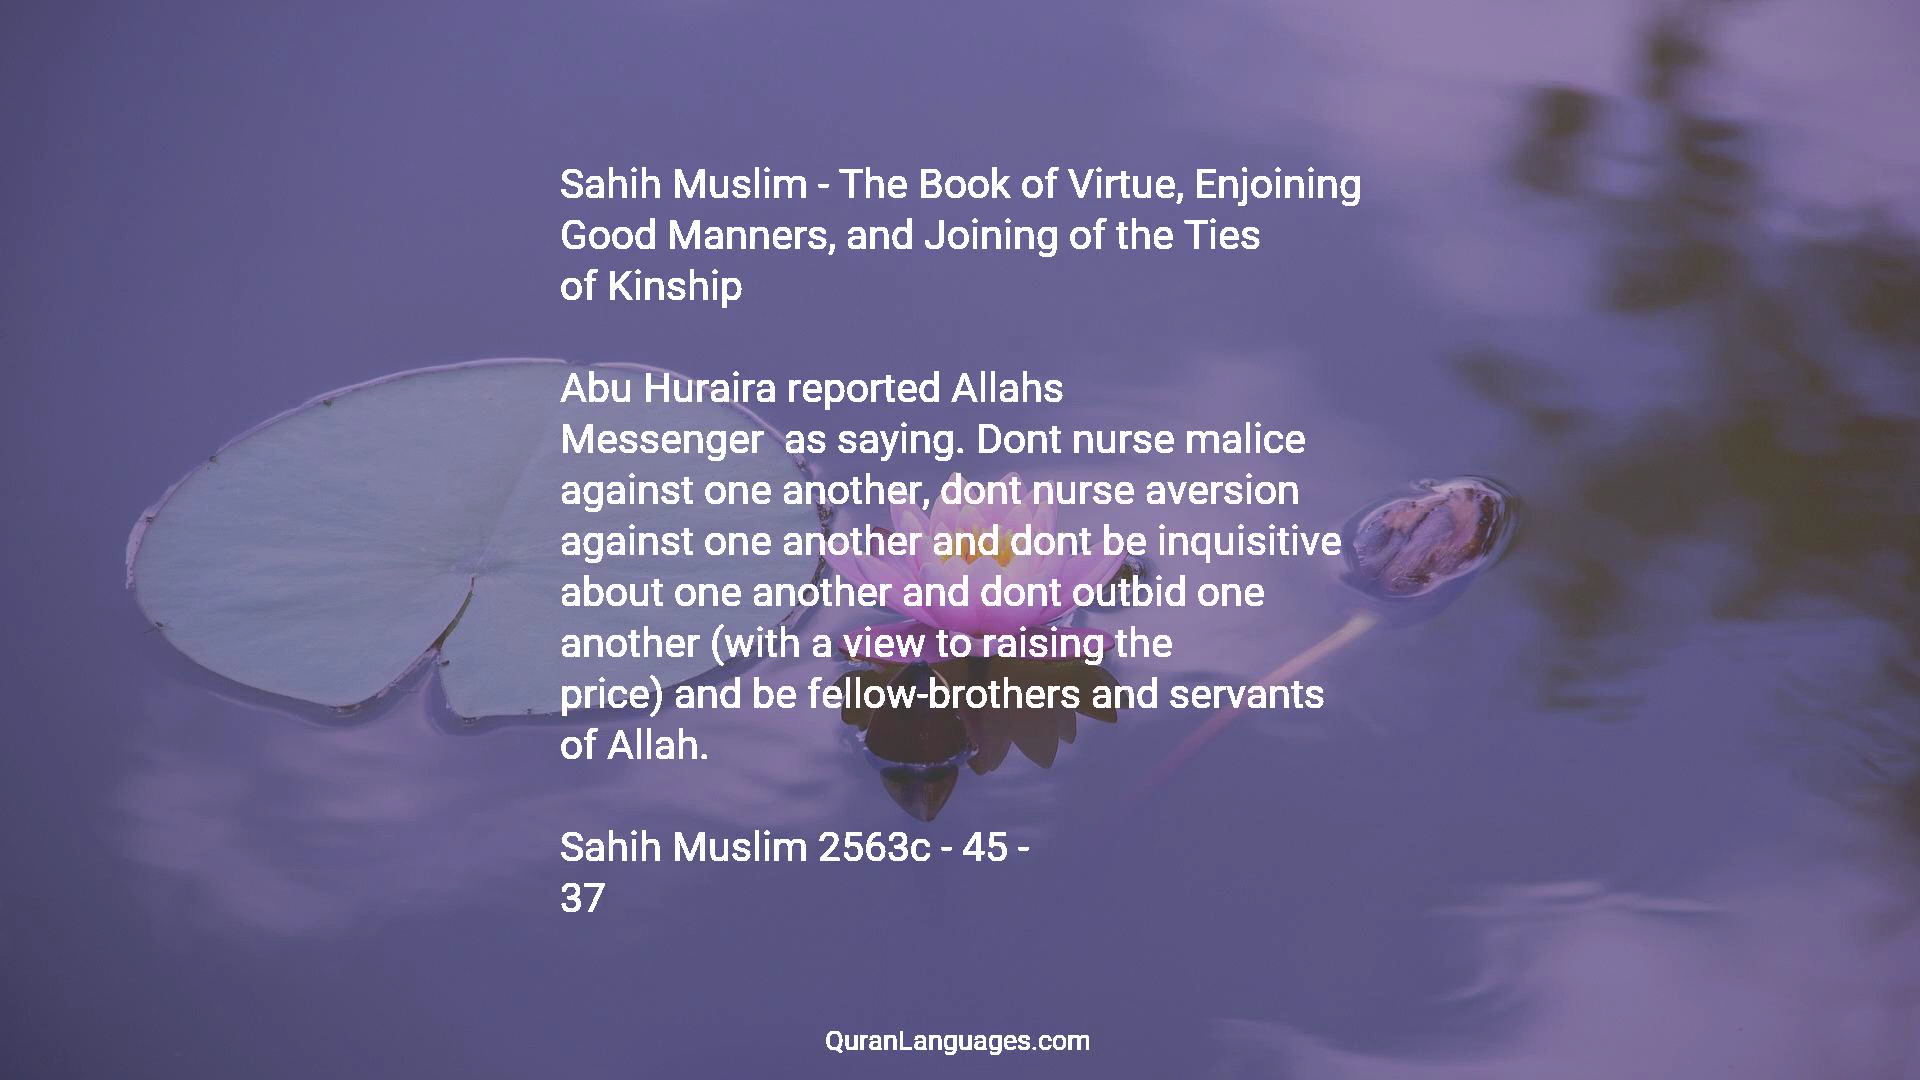 Sahih Muslim - The Book of Virtue, Enjoining
Good Manners, and Joining of the Ties
of Kinship
Abu Huraira reported Allahs
Messenger  as saying. Dont nurse malice
against one another, dont nurse aversion
against one another and dont be inquisitive
about one another and dont outbid one
another (with a view to raising the
price) and be fellow-brothers and servants
of Allah.
Sahih Muslim 2563c - 45 -
37
QuranLanguages.com